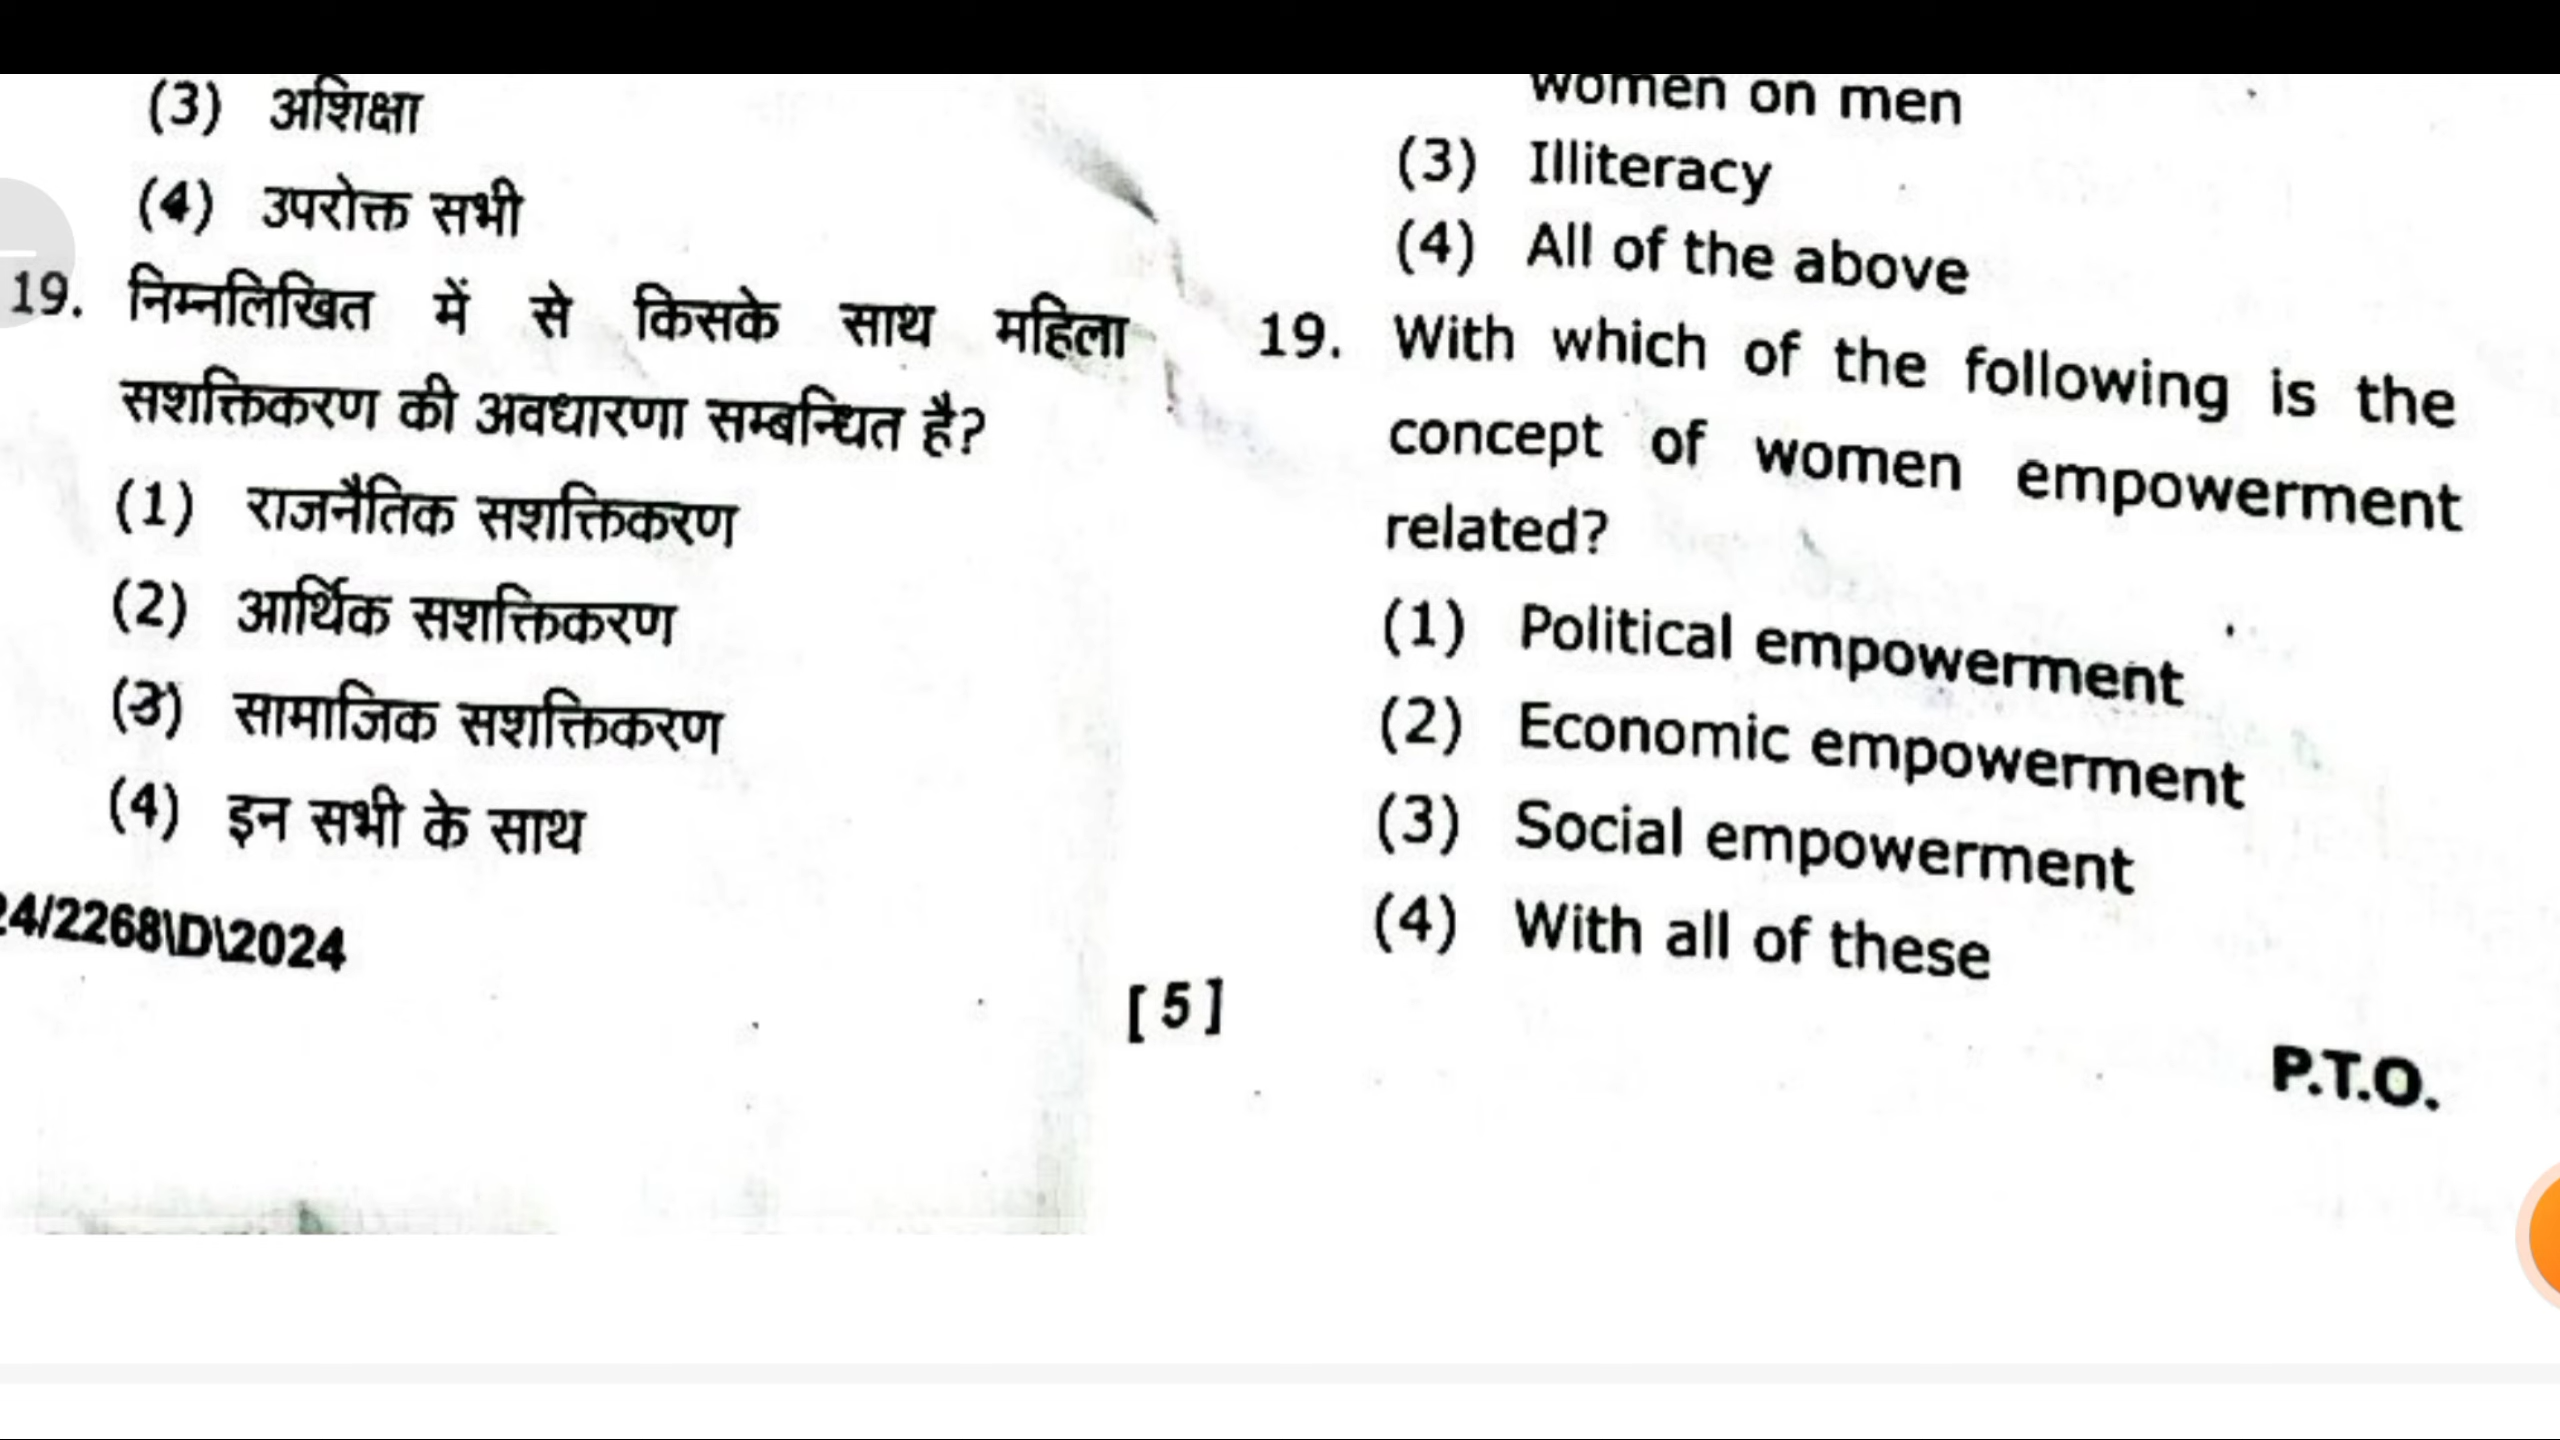 (3) अशिक्षा
(4) उपरोक्त सभी
19. निम्नलिखित में से किसके साथ महिला
सशक्तिकरण की अवधारणा सम्बन्धित है?
(1) राजनैतिक सशक्तिकरण
(2) आर्थिक सशक्तिकरण
(3) सामाजिक सशक्तिकरण
(4) इन सभी के साथ
24/2268\D\2024
women on men
(3) Illiteracy
(4) All of the above
19. With which of the following is the
concept of women empowerment
related?
(1) Political empowerment
(2) Economic empowerment
(3) Social empowerment
(4) With all of these
[ 5 ]
P.T.O.